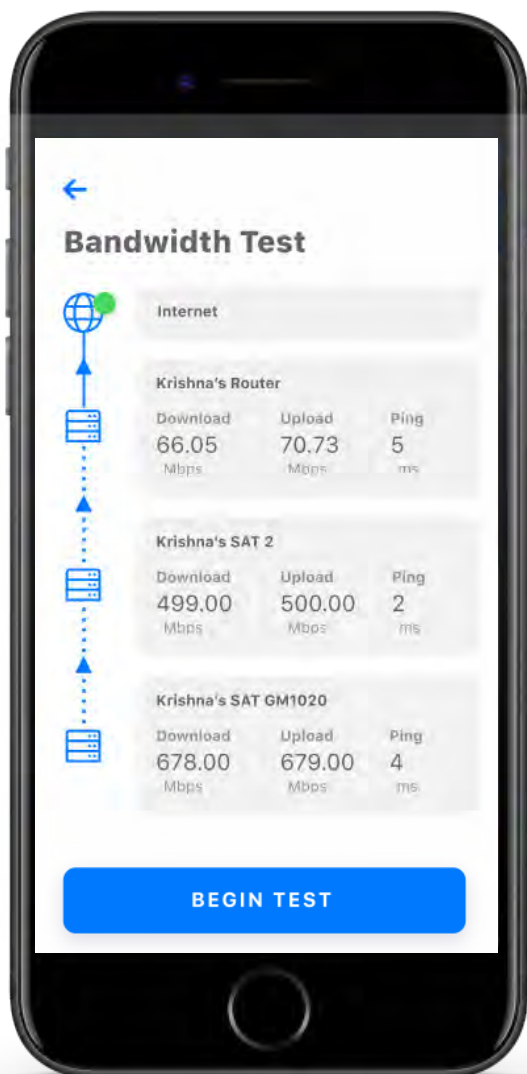 Bandwidth Test
Internet
Krishna's Router
Download Upload Ping
66.05 70.73 5
Mbps Mbps ms
Krishna's SAT 2
Download Upload Ping
499.00 500.00 2
Mbps Mbps ms
Krishna's SAT GM1020
Download Upload Ping
678.00 679.00 4
Mbps Mbps ms
BEGIN TEST